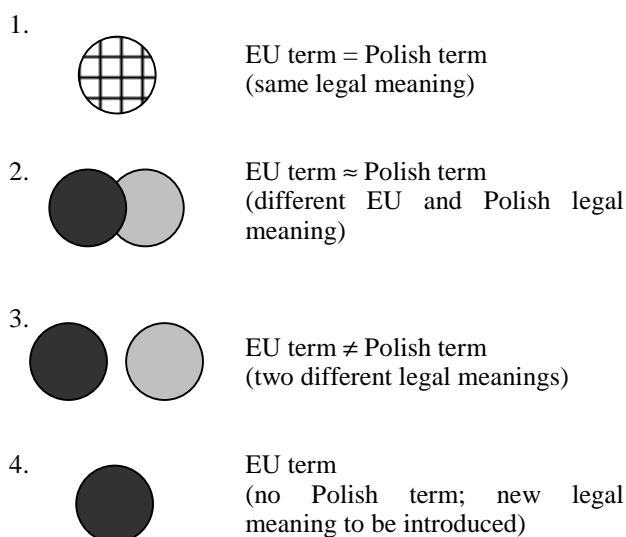 1.
EU term = Polish term
(same legal meaning)
2.
EU term ≈ Polish term
(different EU and Polish legal
meaning)
3.
EU term ≠ Polish term
(two different legal meanings)
4.
EU term
(no Polish term; new legal
meaning to be introduced)